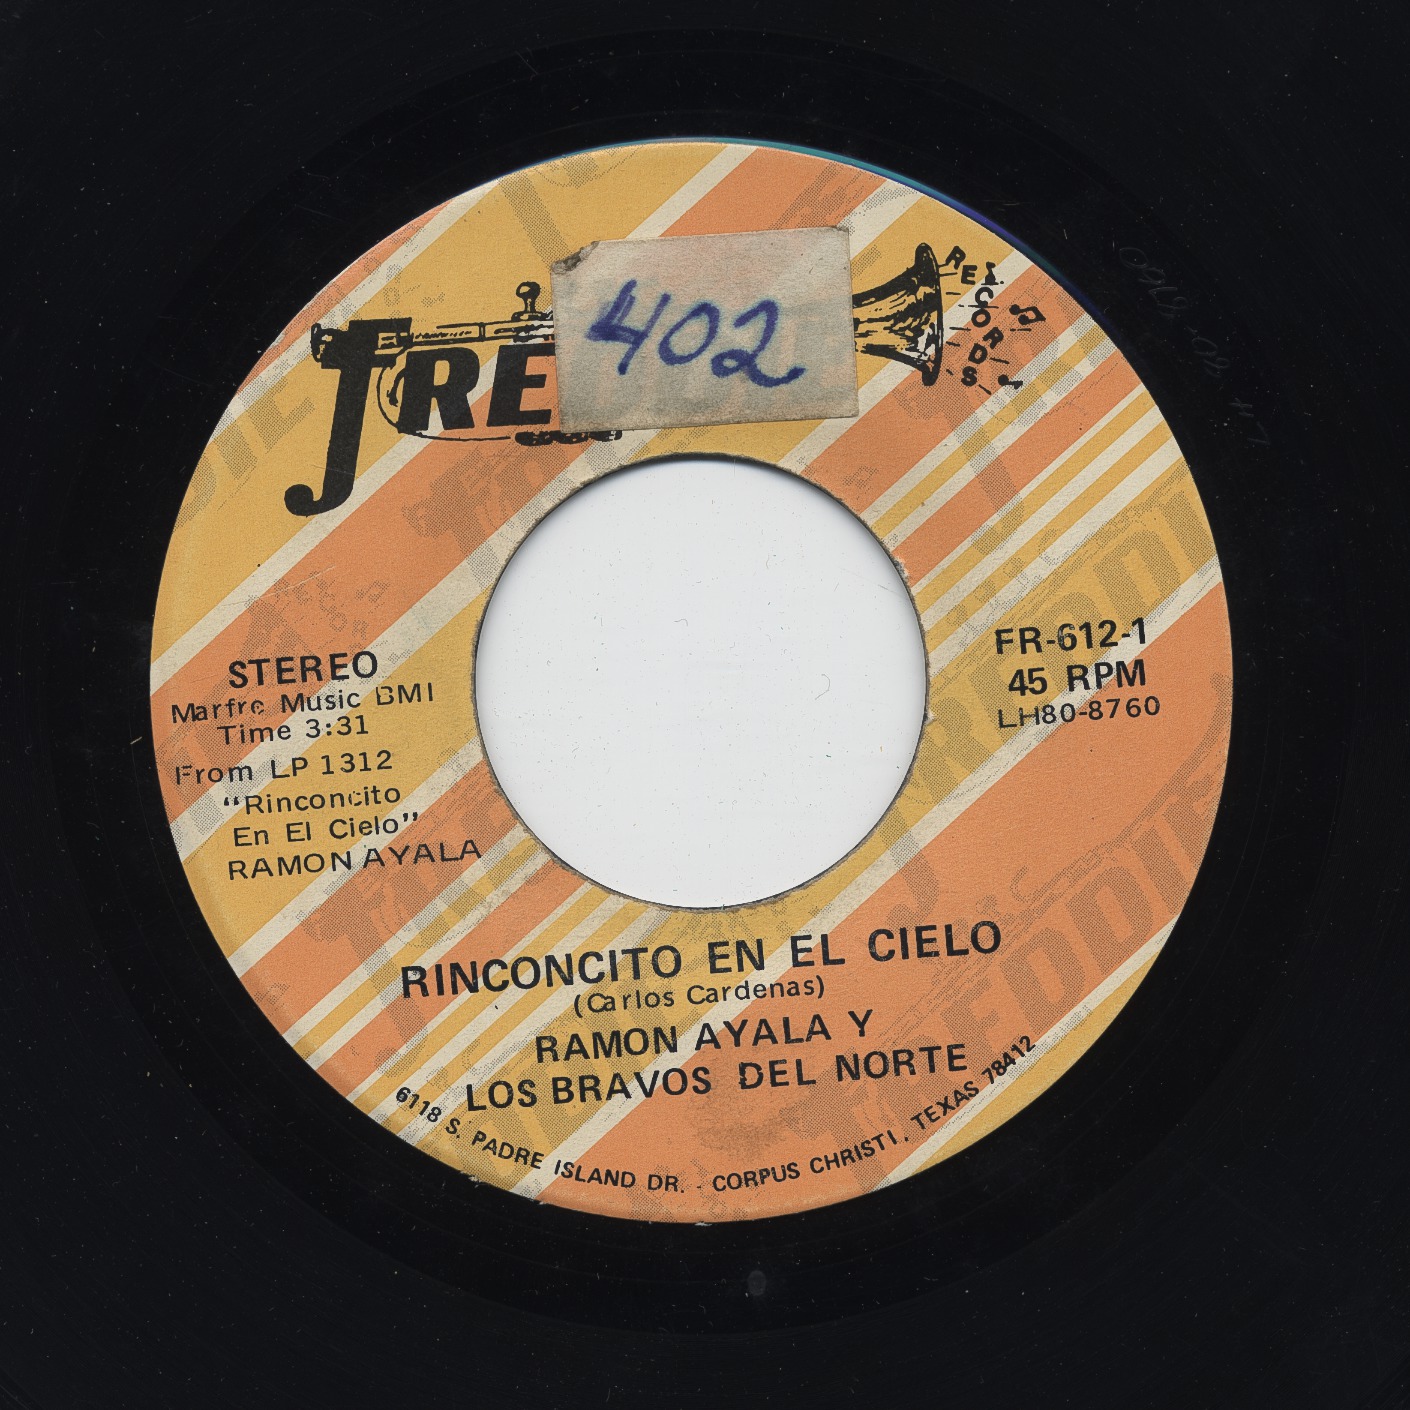 FRE
402
RECORDS
STEREO
Marfre Music BMI
Time 3:31
From LP 1312
“Rinconcito
En El Cielo”
RAMON AYALA
FR-612-1
45 RPM
LH80-8760
RINCONCITO EN EL CIELO
(Carlos Cardenas)
RAMON AYALA Y
LOS BRAVOS DEL NORTE
6118 S. PADRE ISLAND DR. - CORPUS CHRISTI, TEXAS 78412